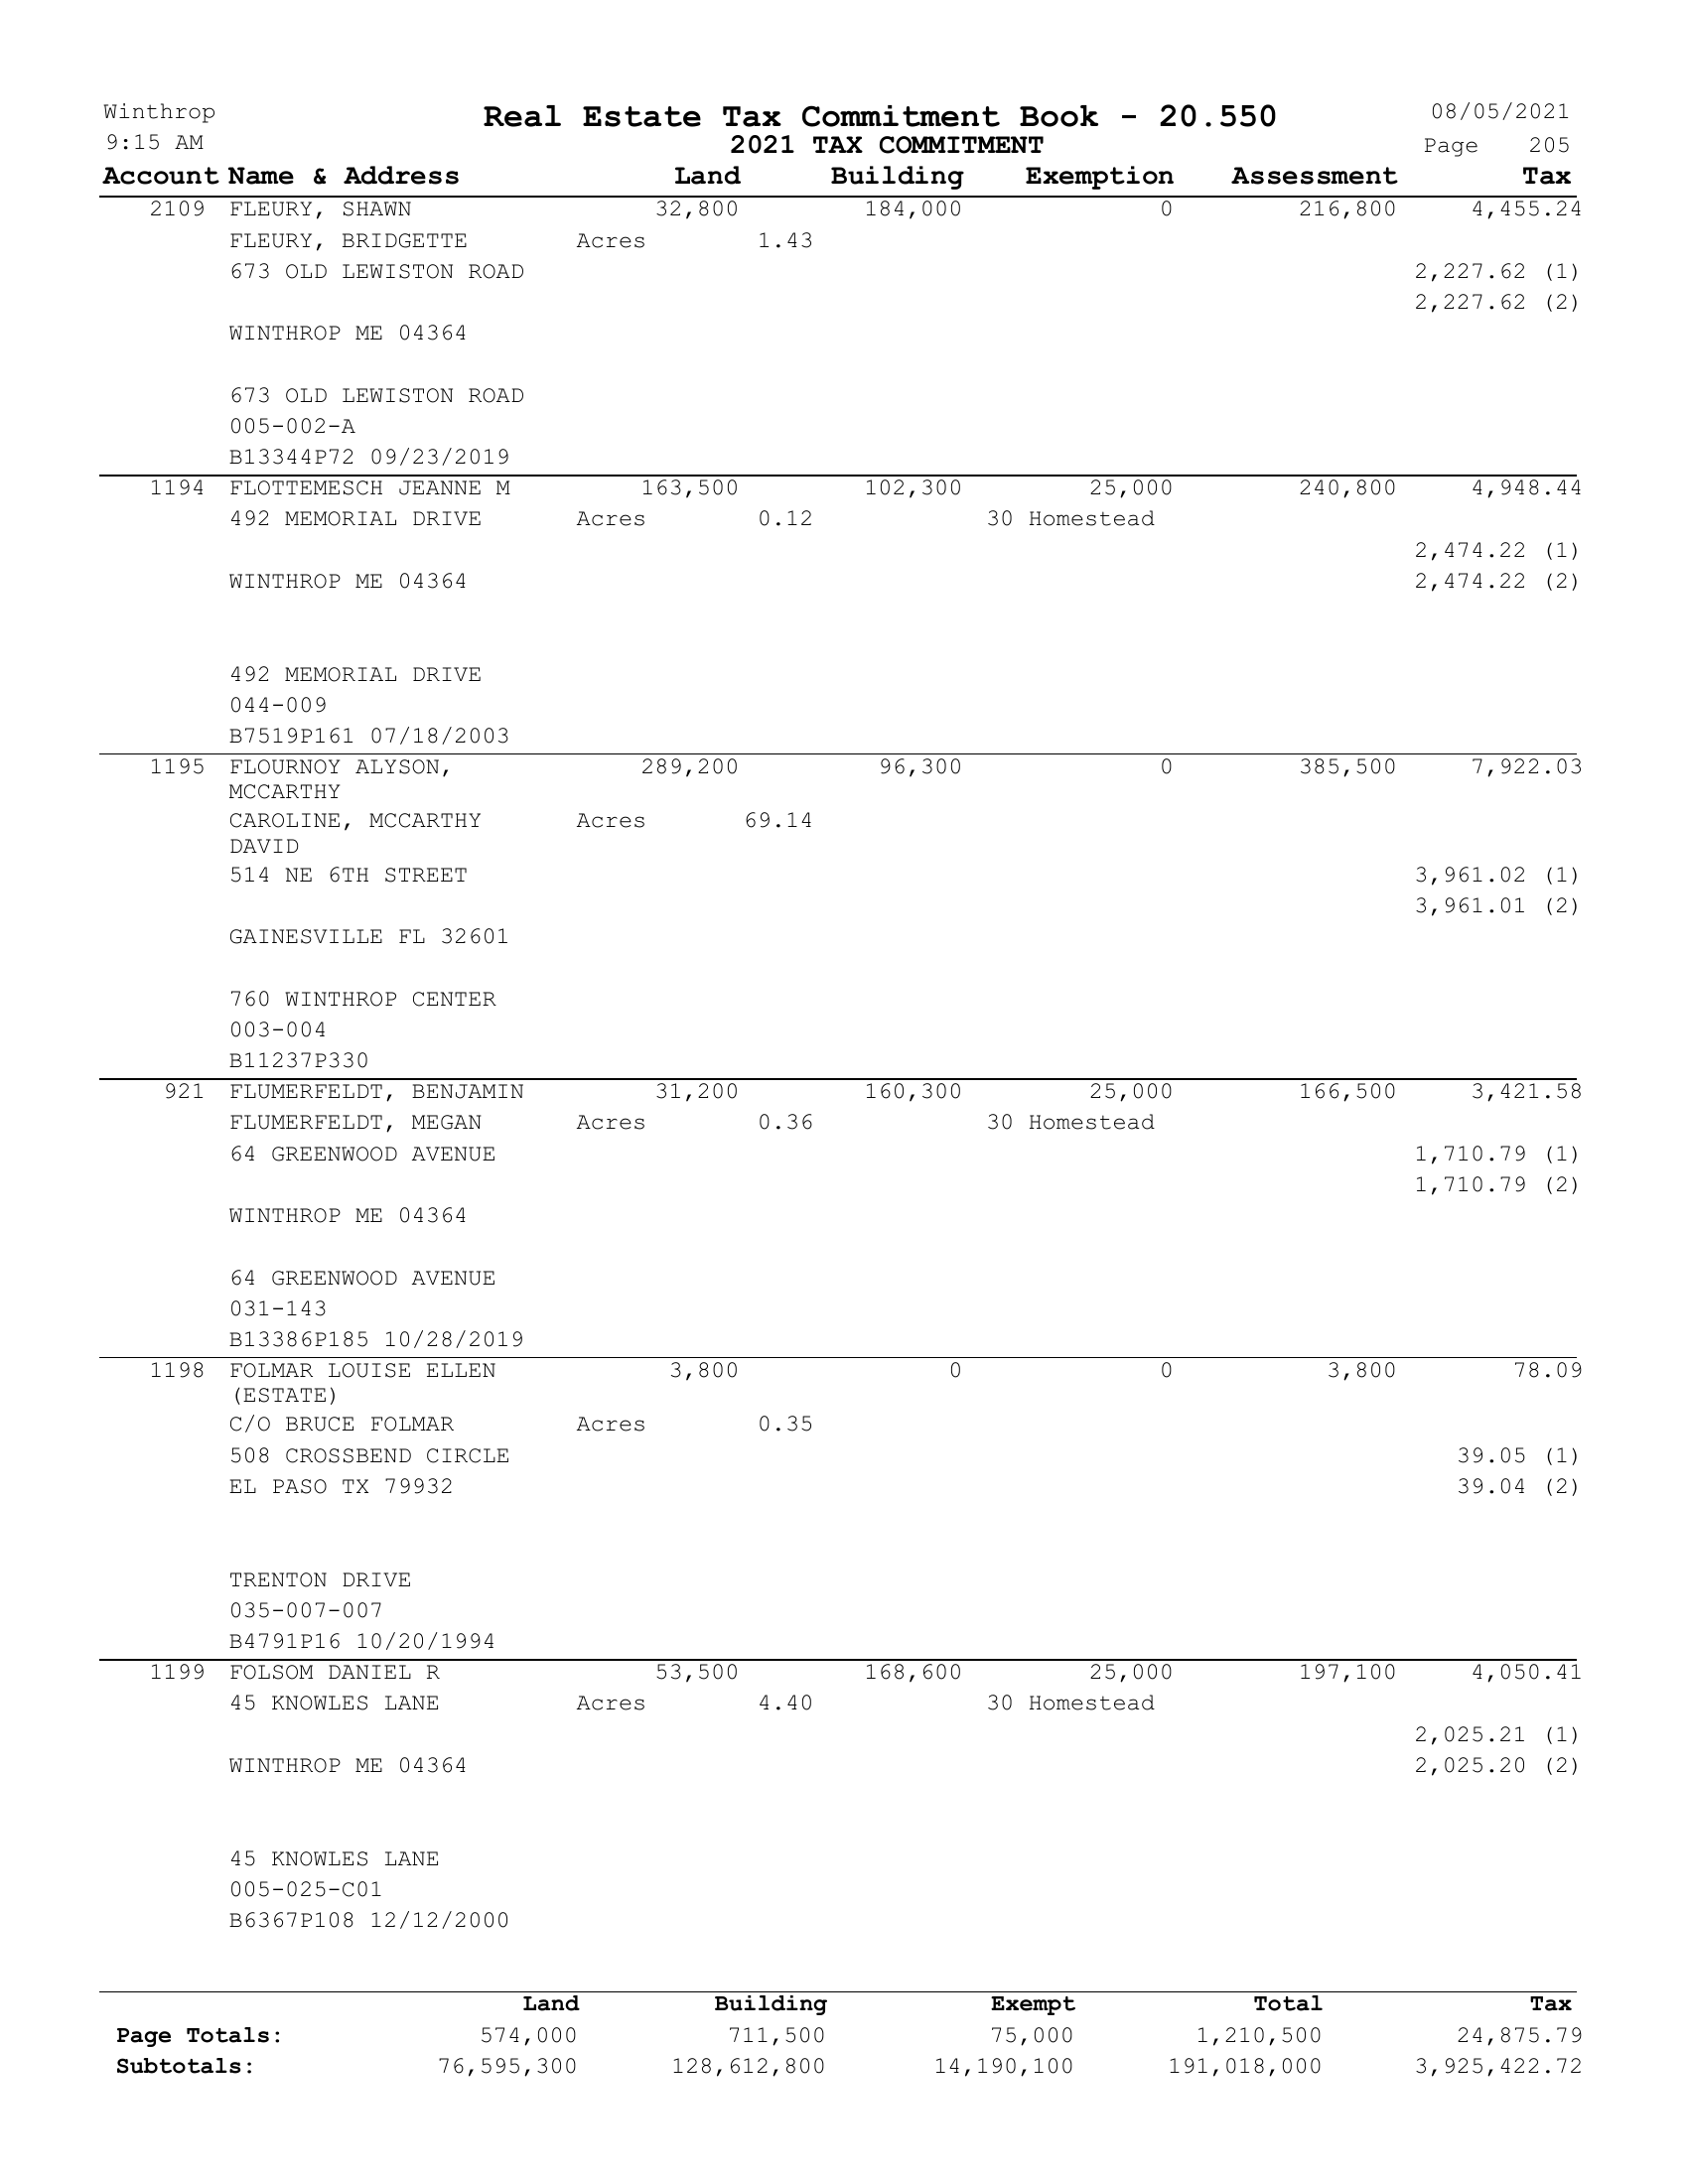 Winthrop Real Estate Tax Commitment Book - 20.550 08/05/2021
9:15 AM 2021 TAX COMMITMENT Page 205
Account Name & Address Land Building Exemption Assessment Tax
2109 FLEURY, SHAWN 32,800 184,000 0 216,800 4,455.24
FLEURY, BRIDGETTE Acres 1.43
673 OLD LEWISTON ROAD 2,227.62 (1)
2,227.62 (2)
WINTHROP ME 04364
673 OLD LEWISTON ROAD
005-002-A
B13344P72 09/23/2019
1194 FLOTTEMESCH JEANNE M 163,500 102,300 25,000 240,800 4,948.44
492 MEMORIAL DRIVE Acres 0.12 30 Homestead
2,474.22 (1)
WINTHROP ME 04364 2,474.22 (2)
492 MEMORIAL DRIVE
044-009
B7519P161 07/18/2003
1195 FLOURNOY ALYSON, 289,200 96,300 0 385,500 7,922.03
MCCARTHY
CAROLINE, MCCARTHY Acres 69.14
DAVID
514 NE 6TH STREET 3,961.02 (1)
3,961.01 (2)
GAINESVILLE FL 32601
760 WINTHROP CENTER
003-004
B11237P330
921 FLUMERFELDT, BENJAMIN 31,200 160,300 25,000 166,500 3,421.58
FLUMERFELDT, MEGAN Acres 0.36 30 Homestead
64 GREENWOOD AVENUE 1,710.79 (1)
1,710.79 (2)
WINTHROP ME 04364
64 GREENWOOD AVENUE
031-143
B13386P185 10/28/2019
1198 FOLMAR LOUISE ELLEN 3,800 0 0 3,800 78.09
(ESTATE)
C/O BRUCE FOLMAR Acres 0.35
508 CROSSBEND CIRCLE 39.05 (1)
EL PASO TX 79932 39.04 (2)
TRENTON DRIVE
035-007-007
B4791P16 10/20/1994
1199 FOLSOM DANIEL R 53,500 168,600 25,000 197,100 4,050.41
45 KNOWLES LANE Acres 4.40 30 Homestead
2,025.21 (1)
WINTHROP ME 04364 2,025.20 (2)
45 KNOWLES LANE
005-025-C01
B6367P108 12/12/2000
Land Building Exempt Total Tax
Page Totals: 574,000 711,500 75,000 1,210,500 24,875.79
Subtotals: 76,595,300 128,612,800 14,190,100 191,018,000 3,925,422.72